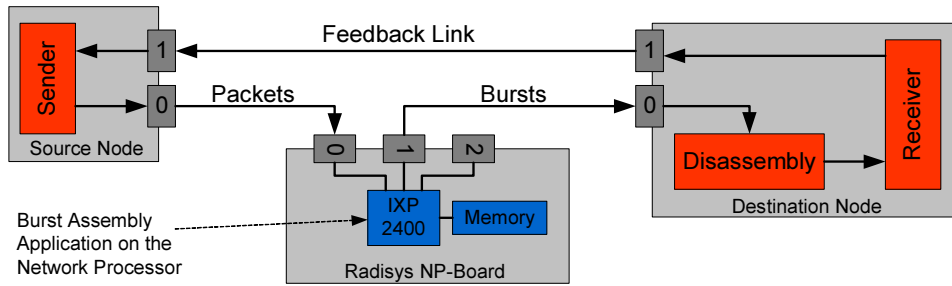 Feedback Link
1
1
Sender
Receiver
Packets
Bursts
0
0
Source Node
0
1
2
Disassembly
IXP
2400
Memory
Destination Node
Burst Assembly
Application on the
Network Processor
Radisys NP-Board